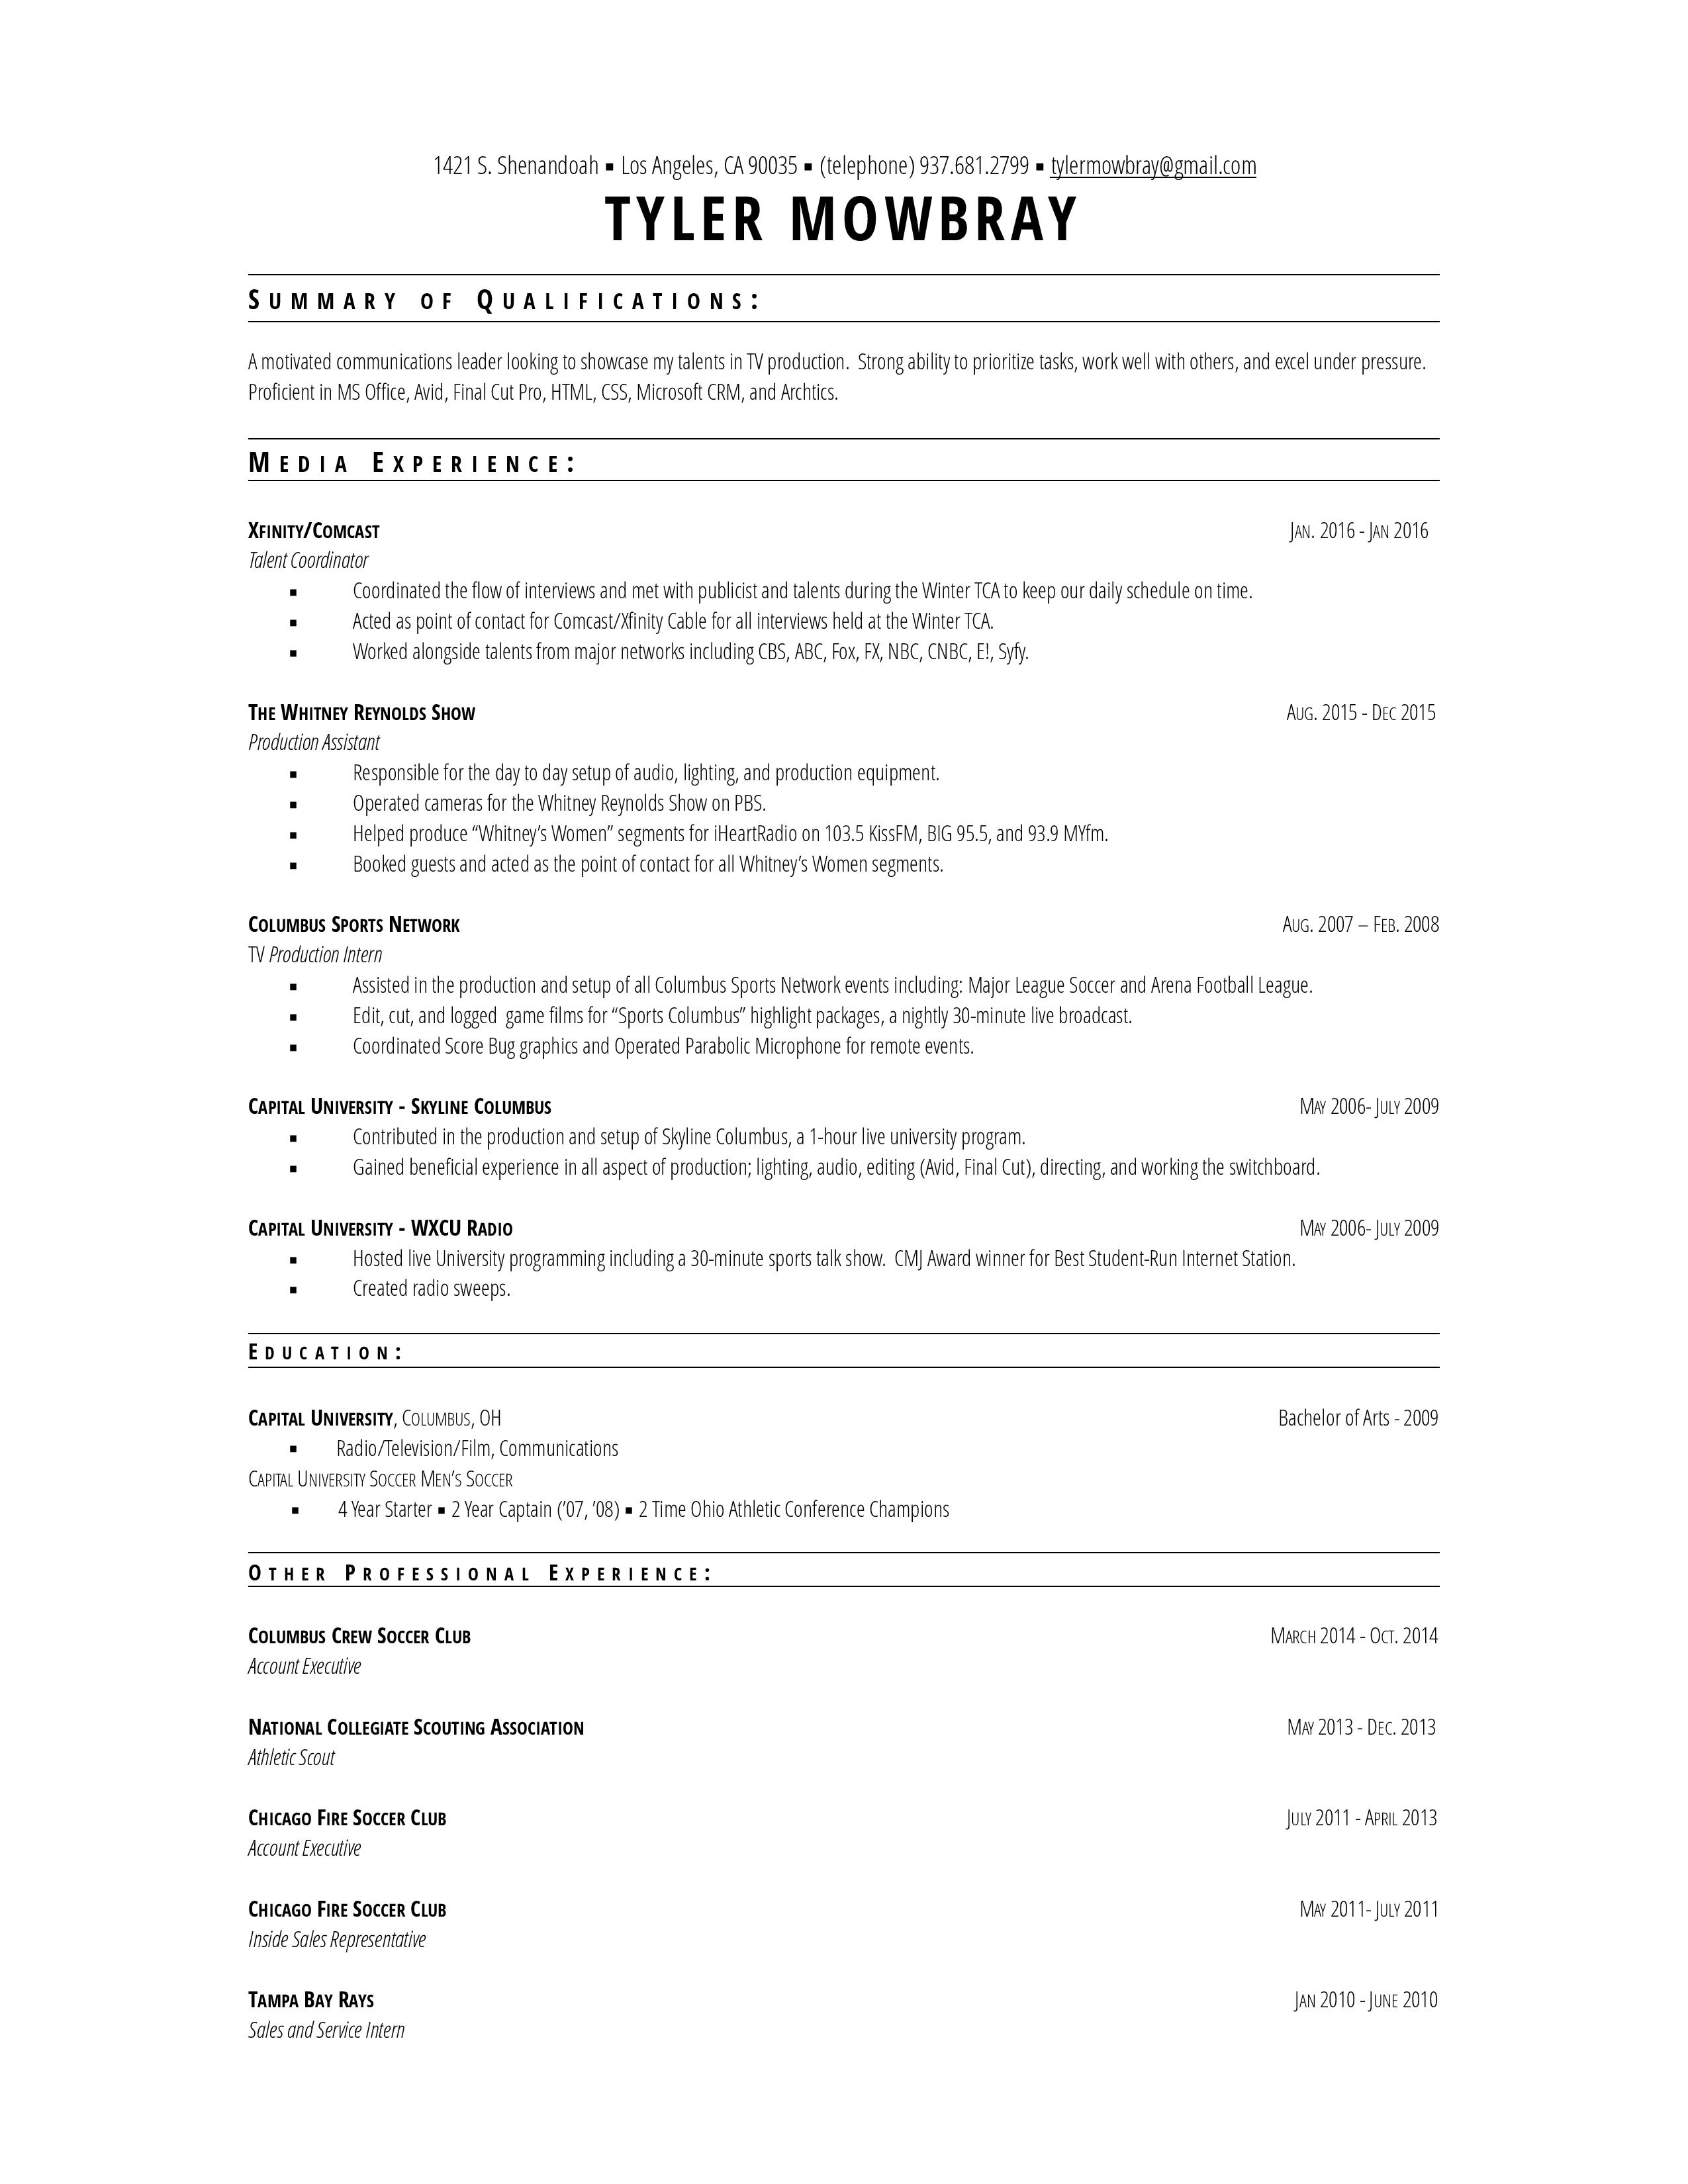 1421 S. Shenandoah ▪ Los Angeles, CA 90035 ▪ (telephone) 937.681.2799 ▪ tylermowbray@gmail.com
TYLER MOWBRAY
SUMMARY OF QUALIFICATIONS:
A motivated communications leader looking to showcase my talents in TV production.  Strong ability to prioritize tasks, work well with others, and excel under pressure.
Proficient in MS Office, Avid, Final Cut Pro, HTML, CSS, Microsoft CRM, and Archtics.
MEDIA EXPERIENCE:
XFINITY/COMCAST JAN. 2016 - JAN 2016
Talent Coordinator
▪ Coordinated the flow of interviews and met with publicist and talents during the Winter TCA to keep our daily schedule on time.
▪ Acted as point of contact for Comcast/Xfinity Cable for all interviews held at the Winter TCA.
▪ Worked alongside talents from major networks including CBS, ABC, Fox, FX, NBC, CNBC, E!, Syfy.
THE WHITNEY REYNOLDS SHOW AUG. 2015 - DEC 2015
Production Assistant
▪ Responsible for the day to day setup of audio, lighting, and production equipment.
▪ Operated cameras for the Whitney Reynolds Show on PBS.
▪ Helped produce “Whitney’s Women” segments for iHeartRadio on 103.5 KissFM, BIG 95.5, and 93.9 MYfm.
▪ Booked guests and acted as the point of contact for all Whitney’s Women segments.
COLUMBUS SPORTS NETWORK AUG. 2007 – FEB. 2008
TV Production Intern
▪ Assisted in the production and setup of all Columbus Sports Network events including: Major League Soccer and Arena Football League.
▪ Edit, cut, and logged  game films for “Sports Columbus” highlight packages, a nightly 30-minute live broadcast.
▪ Coordinated Score Bug graphics and Operated Parabolic Microphone for remote events.
CAPITAL UNIVERSITY - SKYLINE COLUMBUS MAY 2006- JULY 2009
▪ Contributed in the production and setup of Skyline Columbus, a 1-hour live university program.
▪ Gained beneficial experience in all aspect of production; lighting, audio, editing (Avid, Final Cut), directing, and working the switchboard.
CAPITAL UNIVERSITY - WXCU RADIO MAY 2006- JULY 2009
▪ Hosted live University programming including a 30-minute sports talk show.  CMJ Award winner for Best Student-Run Internet Station.
▪ Created radio sweeps.
EDUCATION:
CAPITAL UNIVERSITY, COLUMBUS, OH Bachelor of Arts - 2009
▪ Radio/Television/Film, Communications
CAPITAL UNIVERSITY SOCCER MEN’S SOCCER
▪ 4 Year Starter ▪ 2 Year Captain (’07, ’08) ▪ 2 Time Ohio Athletic Conference Champions
OTHER PROFESSIONAL EXPERIENCE:
COLUMBUS CREW SOCCER CLUB MARCH 2014 - OCT. 2014
Account Executive
NATIONAL COLLEGIATE SCOUTING ASSOCIATION MAY 2013 - DEC. 2013
Athletic Scout
CHICAGO FIRE SOCCER CLUB JULY 2011 - APRIL 2013
Account Executive
CHICAGO FIRE SOCCER CLUB MAY 2011- JULY 2011
Inside Sales Representative
TAMPA BAY RAYS JAN 2010 - JUNE 2010
Sales and Service Intern